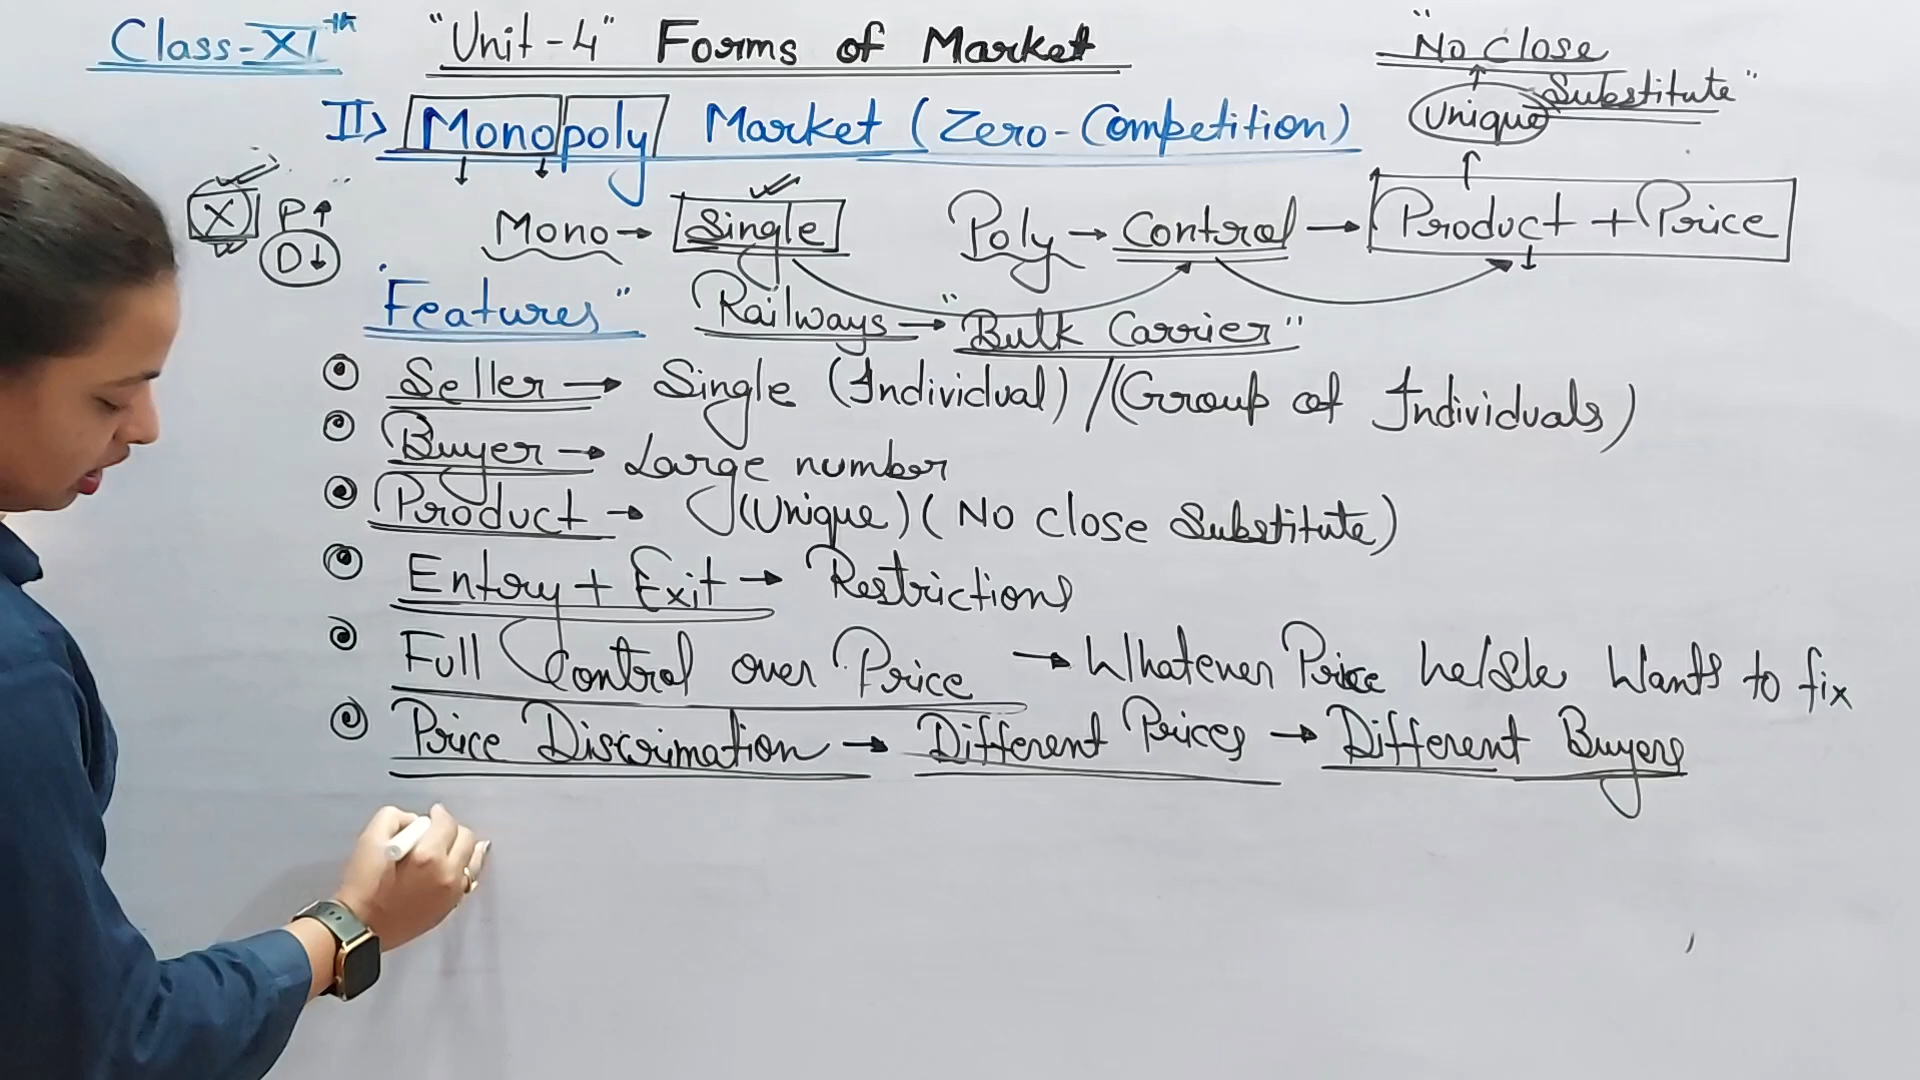 Class-XIth "Unit-4" Forms of Market
"No Close
Substitute"
Unique
II> Monopoly Market (Zero-Competition)
X P↑
D↓
Mono → Single Poly → Control → Product + Price
"Features" Railways → "Bulk Carrier"
Seller → Single (Individual) / (Group of Individuals)
Buyer → Large number
Product → (Unique) (No close Substitute)
Entry + Exit → Restrictions
Full Control over Price → Whatever Price he/she Wants to fix
Price Discrimation → Different Prices → Different Buyers